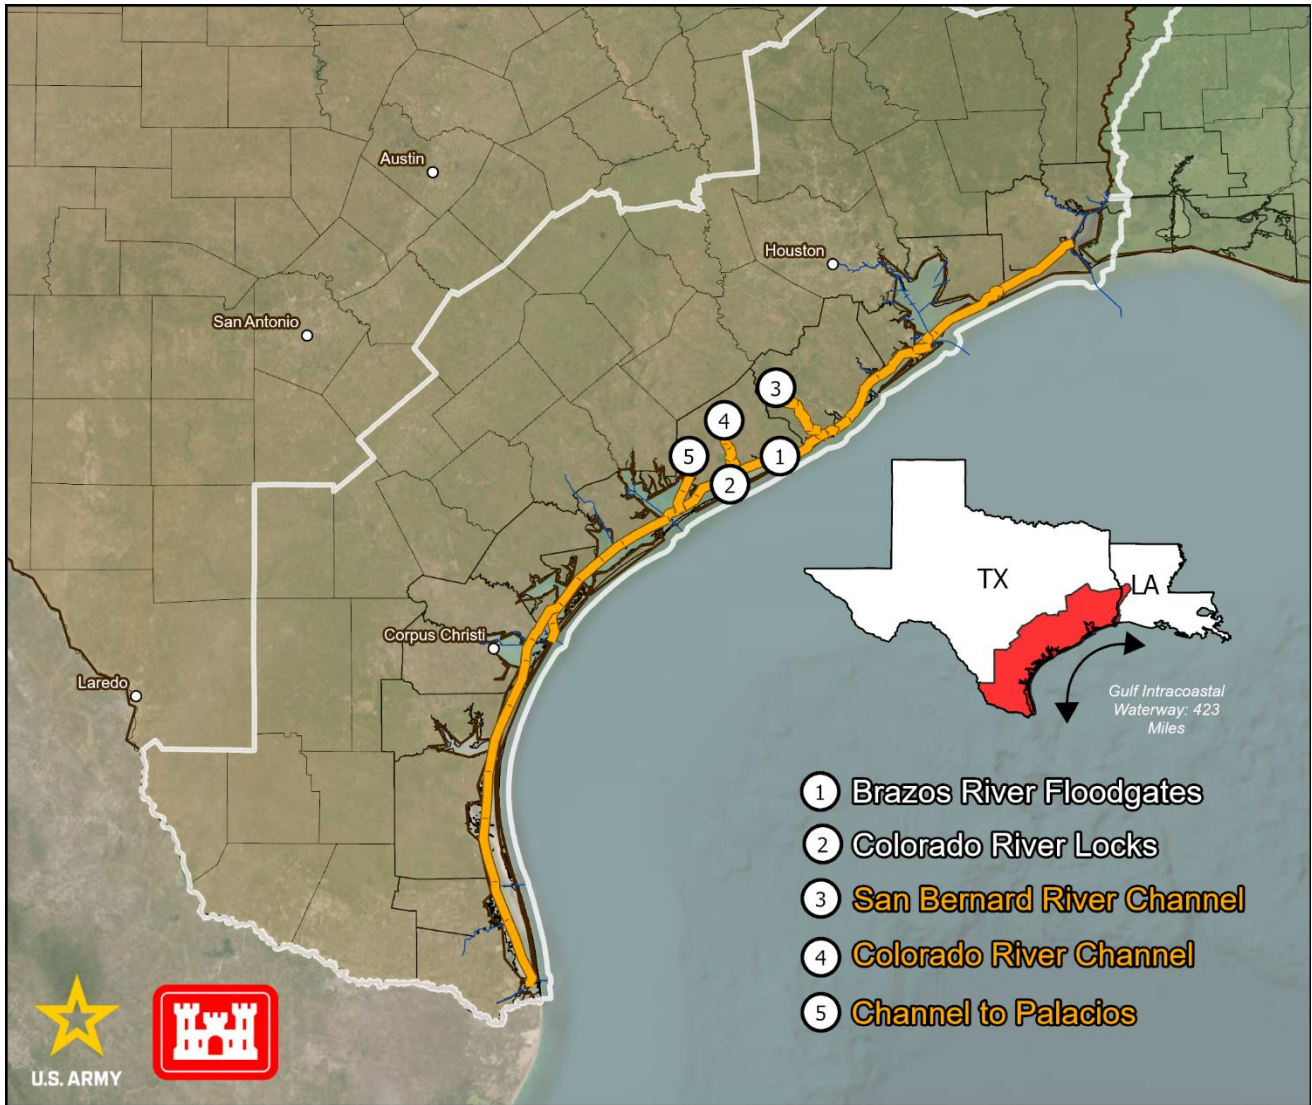 Austin
Houston
San Antonio
3
4
5
1
2
TX
LA
Corpus Christi
Laredo
Gulf Intracoastal
Waterway: 423
Miles
1 Brazos River Floodgates
2 Colorado River Locks
3 San Bernard River Channel
4 Colorado River Channel
5 Channel to Palacios
U.S. ARMY